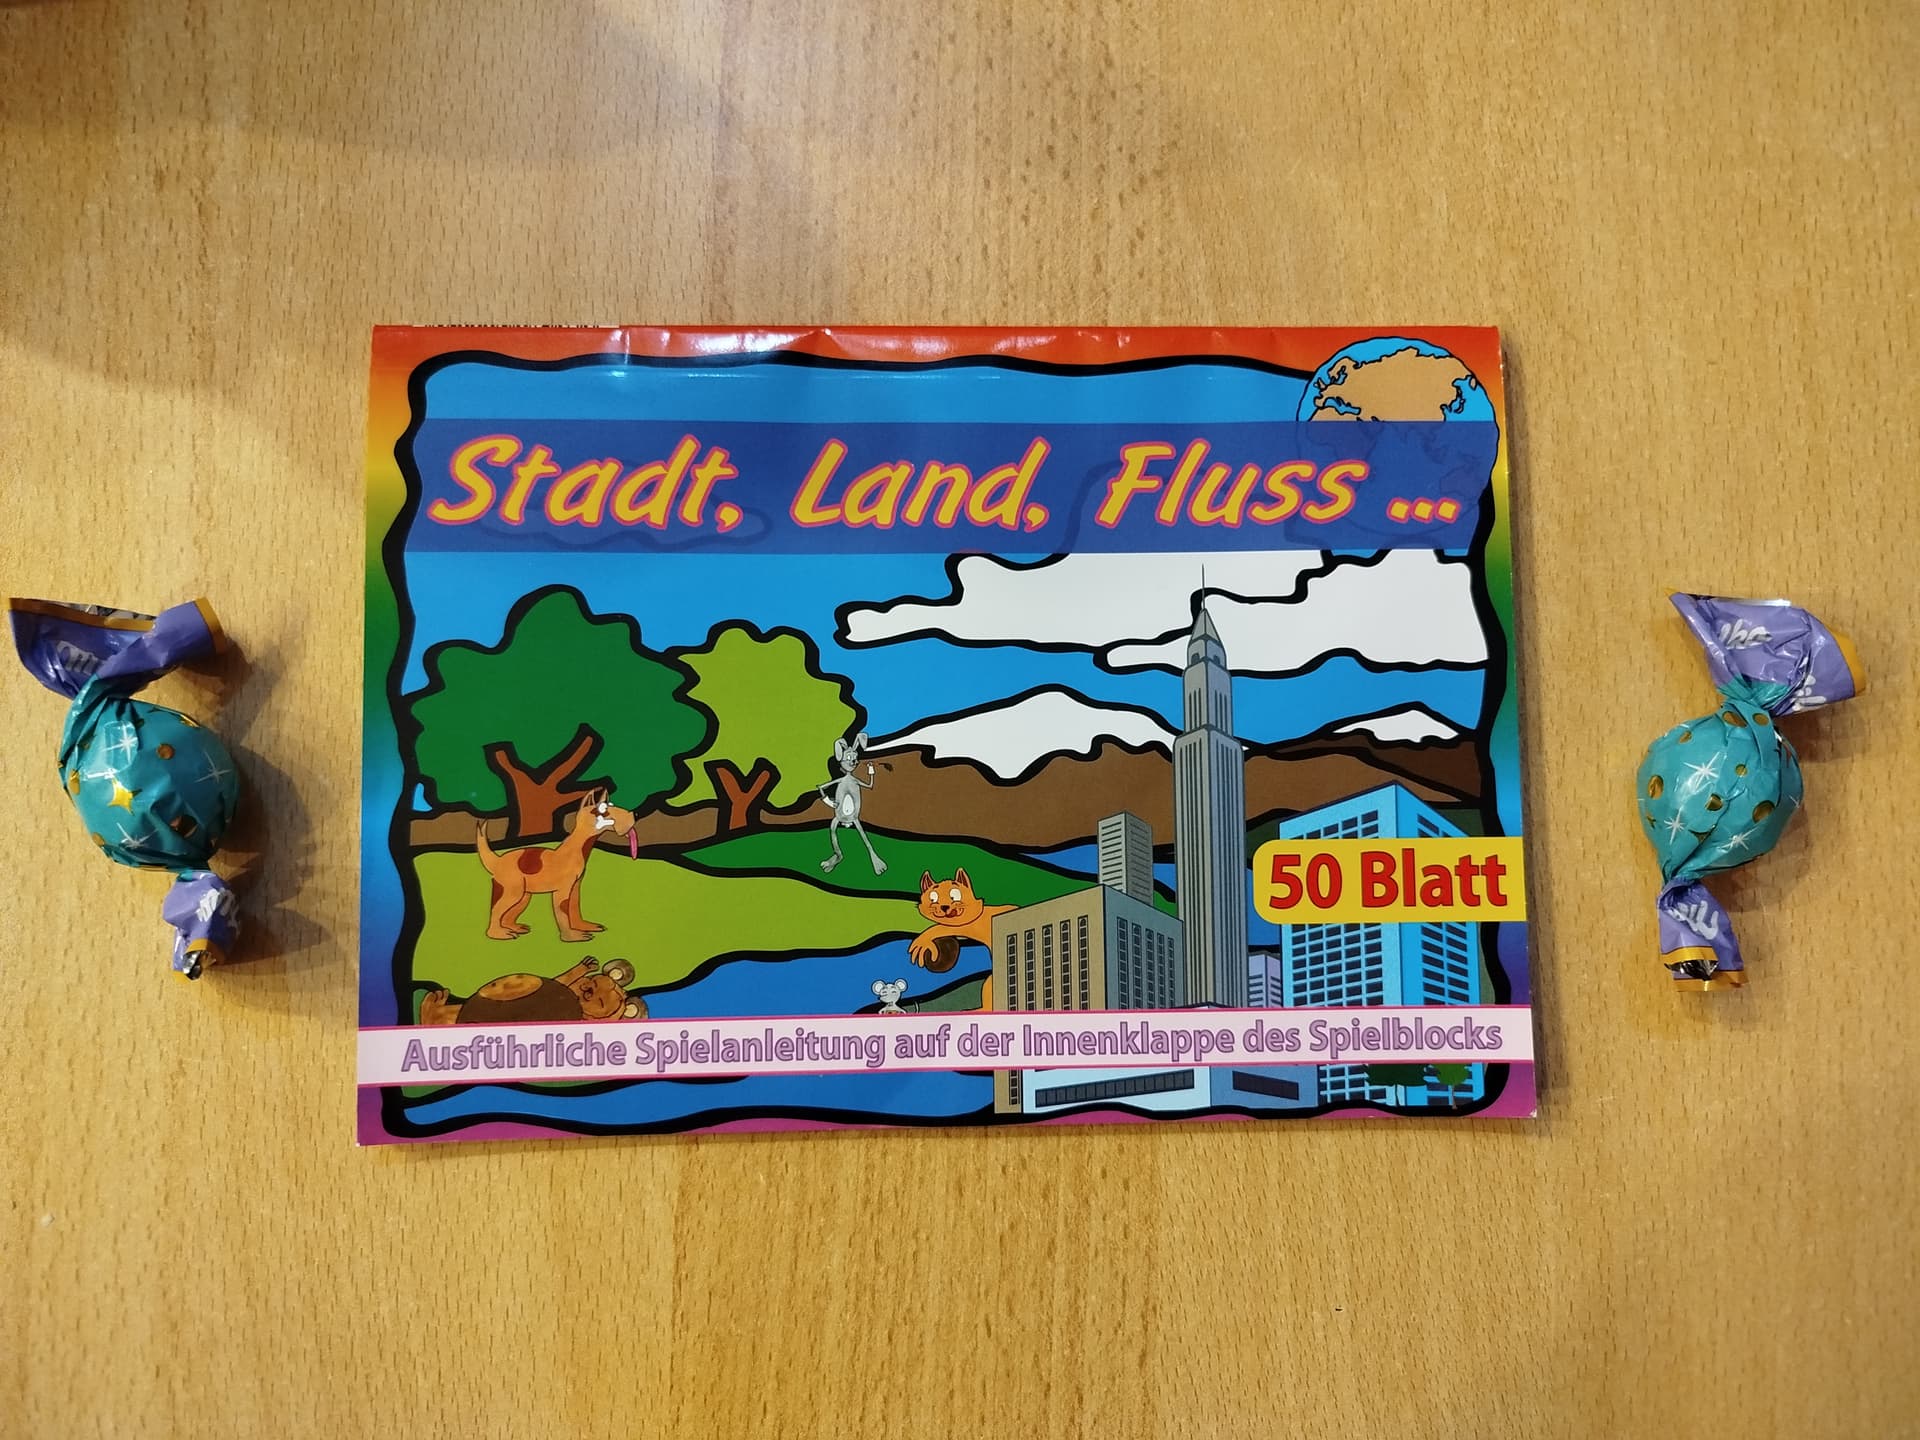 Stadt, Land, Fluss ...
50 Blatt
Ausführliche Spielanleitung auf der Innenklappe des Spielblocks